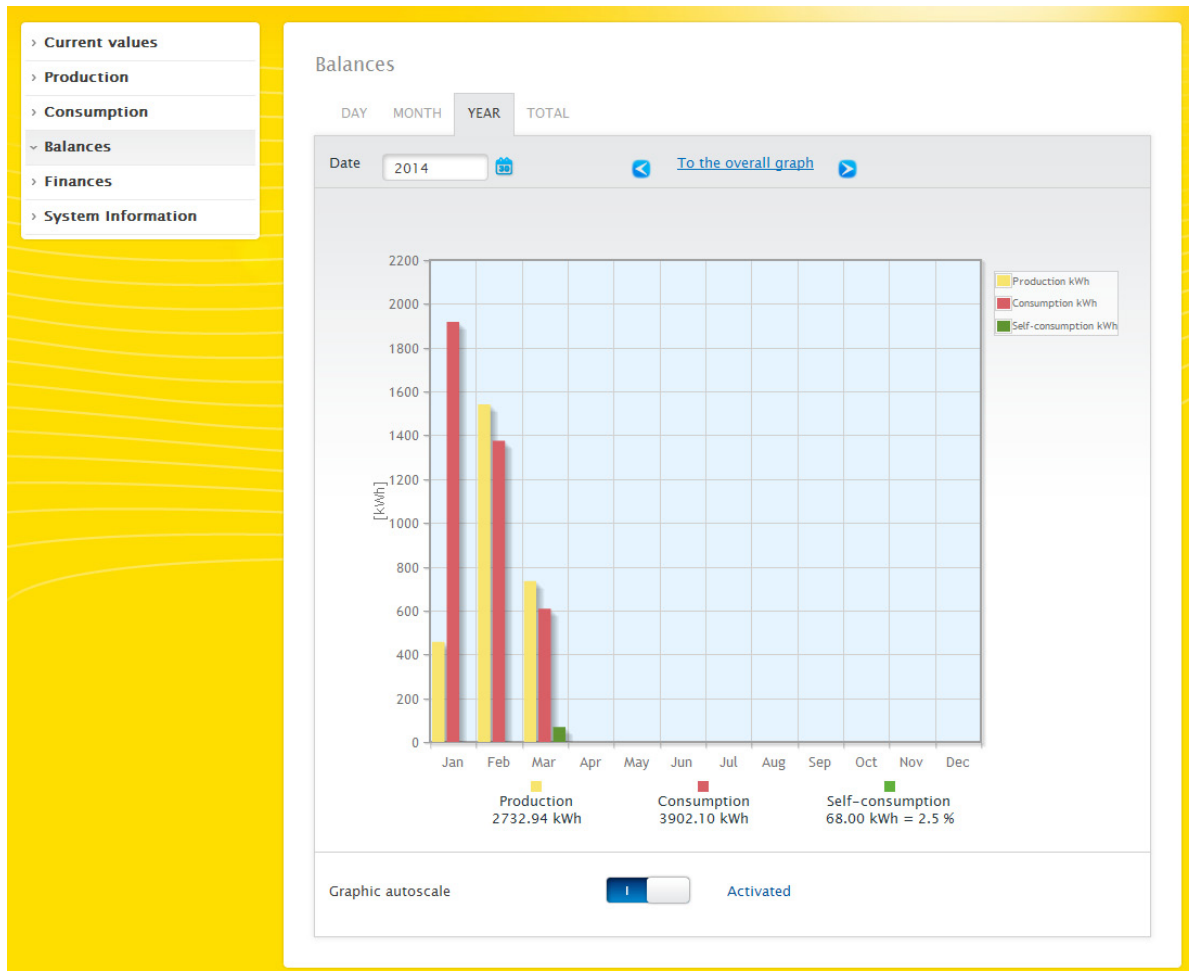 Current values
Production
Consumption
Balances
Finances
System Information
Balances
DAY MONTH YEAR TOTAL
Date 2014 30 To the overall graph
2200
2000
1800
1600
1400
1200
1000
800
600
400
200
0
[kWh]
Jan Feb Mar Apr May Jun Jul Aug Sep Oct Nov Dec
Production kWh
Consumption kWh
Self-consumption kWh
Production Consumption Self-consumption
2732.94 kWh 3902.10 kWh 68.00 kWh = 2.5 %
Graphic autoscale I Activated